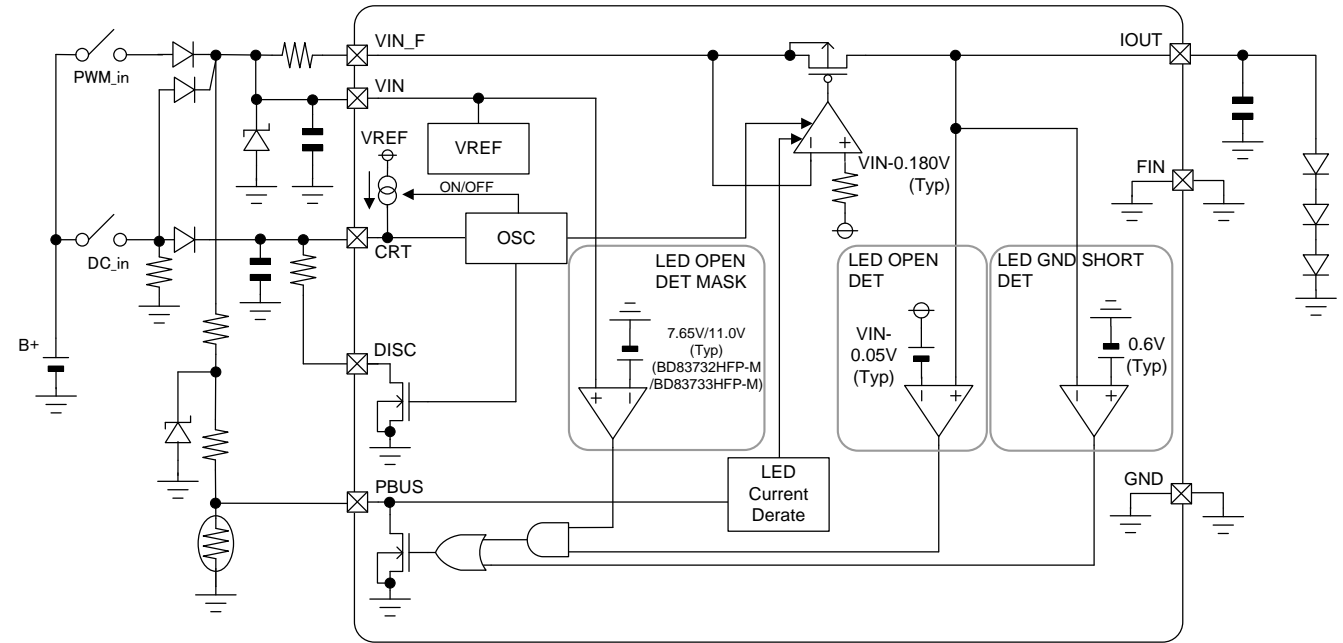 VIN_F
IOUT
PWM_in
VIN
VREF
VREF
VIN-0.180V
(Typ)
FIN
ON/OFF
OSC
CRT
DC_in
LED OPEN
DET MASK
LED OPEN
DET
LED GND SHORT
DET
B+
DISC
7.65V/11.0V
(Typ)
(BD83732HFP-M
/BD83733HFP-M)
VIN-
0.05V
(Typ)
0.6V
(Typ)
PBUS
LED
Current
Derate
GND